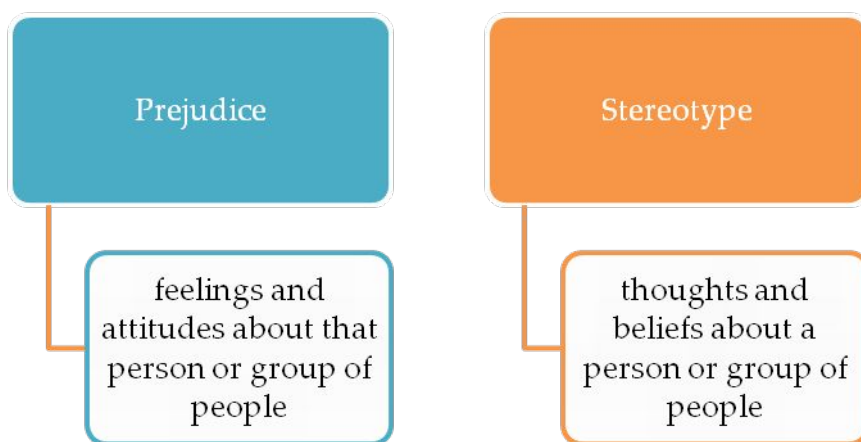 Prejudice
feelings and
attitudes about that
person or group of
people
Stereotype
thoughts and
beliefs about a
person or group of
people